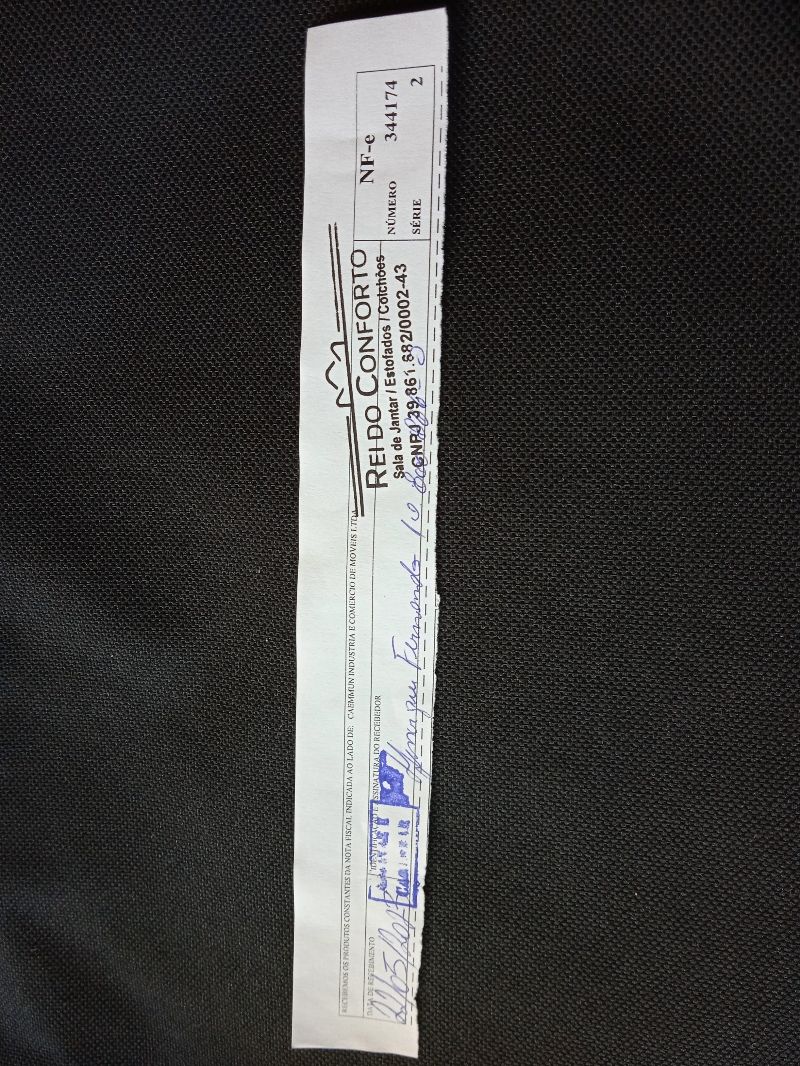 RECEBEMOS OS PRODUTOS CONSTANTES DA NOTA FISCAL INDICADA AO LADO DE: CAEMMUN INDUSTRIA E COMERCIO DE MOVEIS LTDA
DATA DE RECEBIMENTO
IDENTIFICAÇÃO E ASSINATURA DO RECEBEDOR
Fernando
REI DO CONFORTO
Sala de Jantar / Estofados / Colchões
CNPJ 39.861.682/0002-43
NF-e
NÚMERO 344174
SÉRIE 2